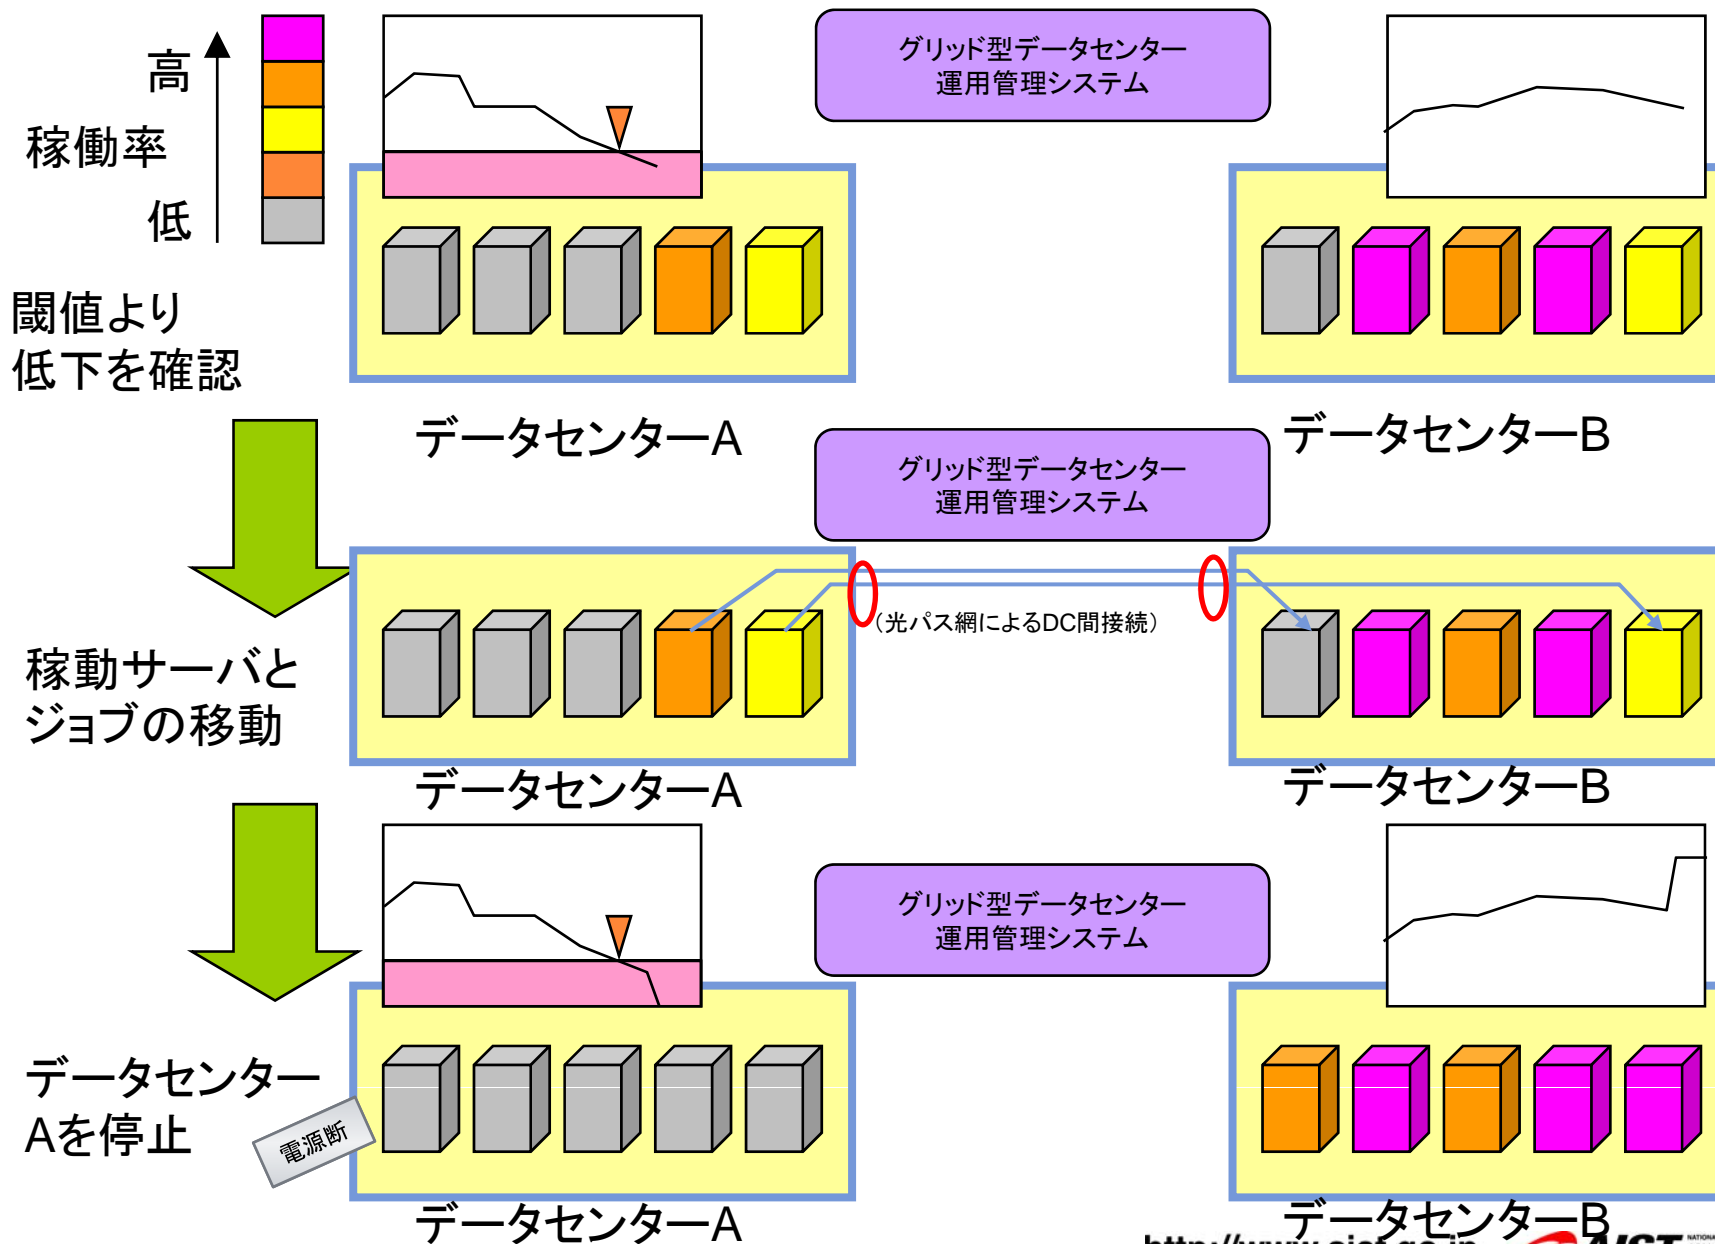 高
稼働率
低
グリッド型データセンター
運用管理システム
閾値より
低下を確認
データセンターA
データセンターB
グリッド型データセンター
運用管理システム
(光パス網によるDC間接続)
稼動サーバと
ジョブの移動
データセンターA
データセンターB
グリッド型データセンター
運用管理システム
データセンター
Aを停止
電源断
データセンターA
データセンターB
http://www.aist.go.jp
AIST